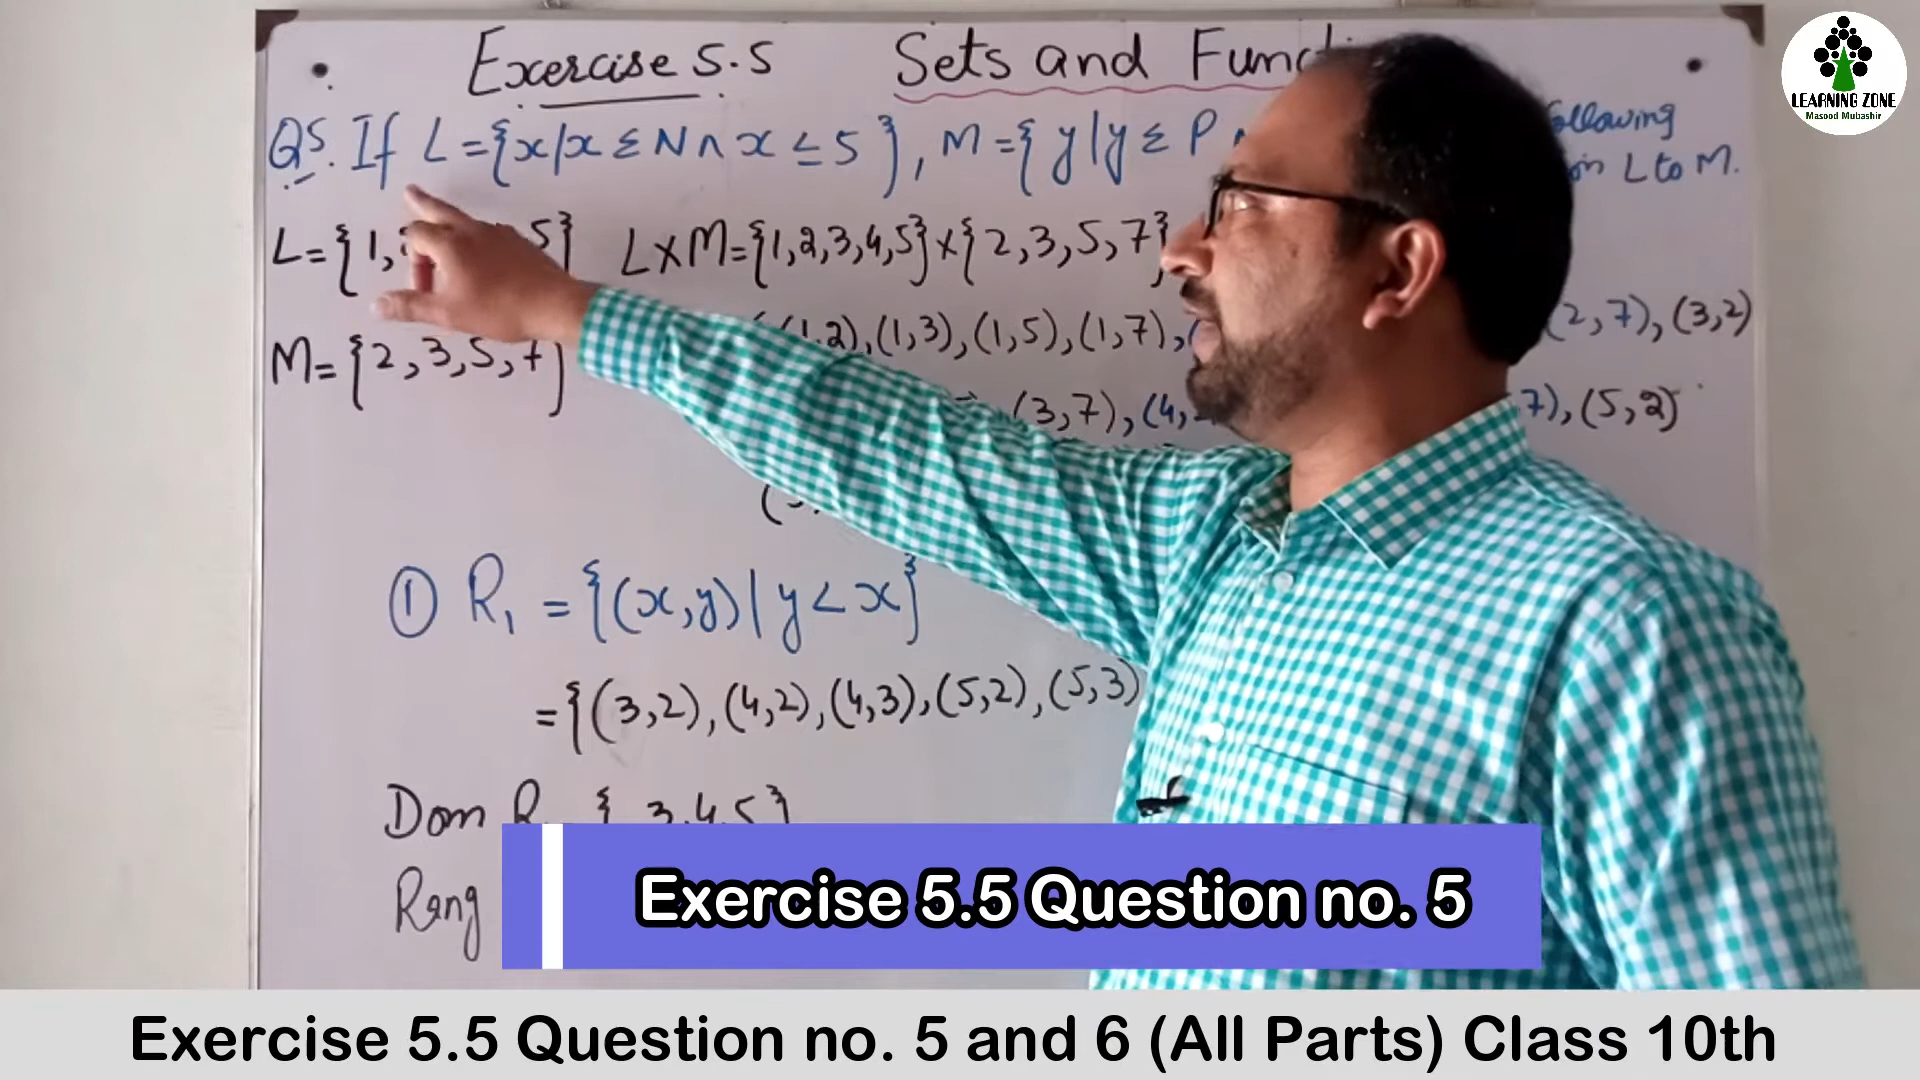 Exercise 5.5 Sets and Func
LEARNING ZONE
Masood Mubashir
Q5. If L={x/x Σ N ∧ x ≤ 5}, M={y|y Σ P ∧ following
L to M.
L={1, 5} L×M={1,2,3,4,5}×{2,3,5,7}
(1,2),(1,3),(1,5),(1,7), (2,7),(3,2)
M={2,3,5,7}
(3,7),(4, 7),(5,2)
① R₁ = {(x,y)|y<x}
={(3,2),(4,2),(4,3),(5,2),(5,3)
Dom R { 3,4,5}
Rang
Exercise 5.5 Question no. 5
Exercise 5.5 Question no. 5 and 6 (All Parts) Class 10th